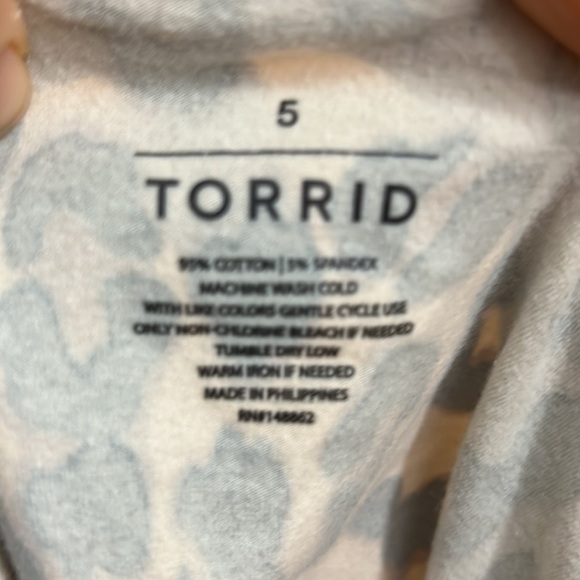 5
TORRID
95% COTTON | 5% SPANDEX
MACHINE WASH COLD
WITH LIKE COLORS GENTLE CYCLE USE
ONLY NON-CHLORINE BLEACH IF NEEDED
TUMBLE DRY LOW
WARM IRON IF NEEDED
MADE IN PHILIPPINES
RN#148862